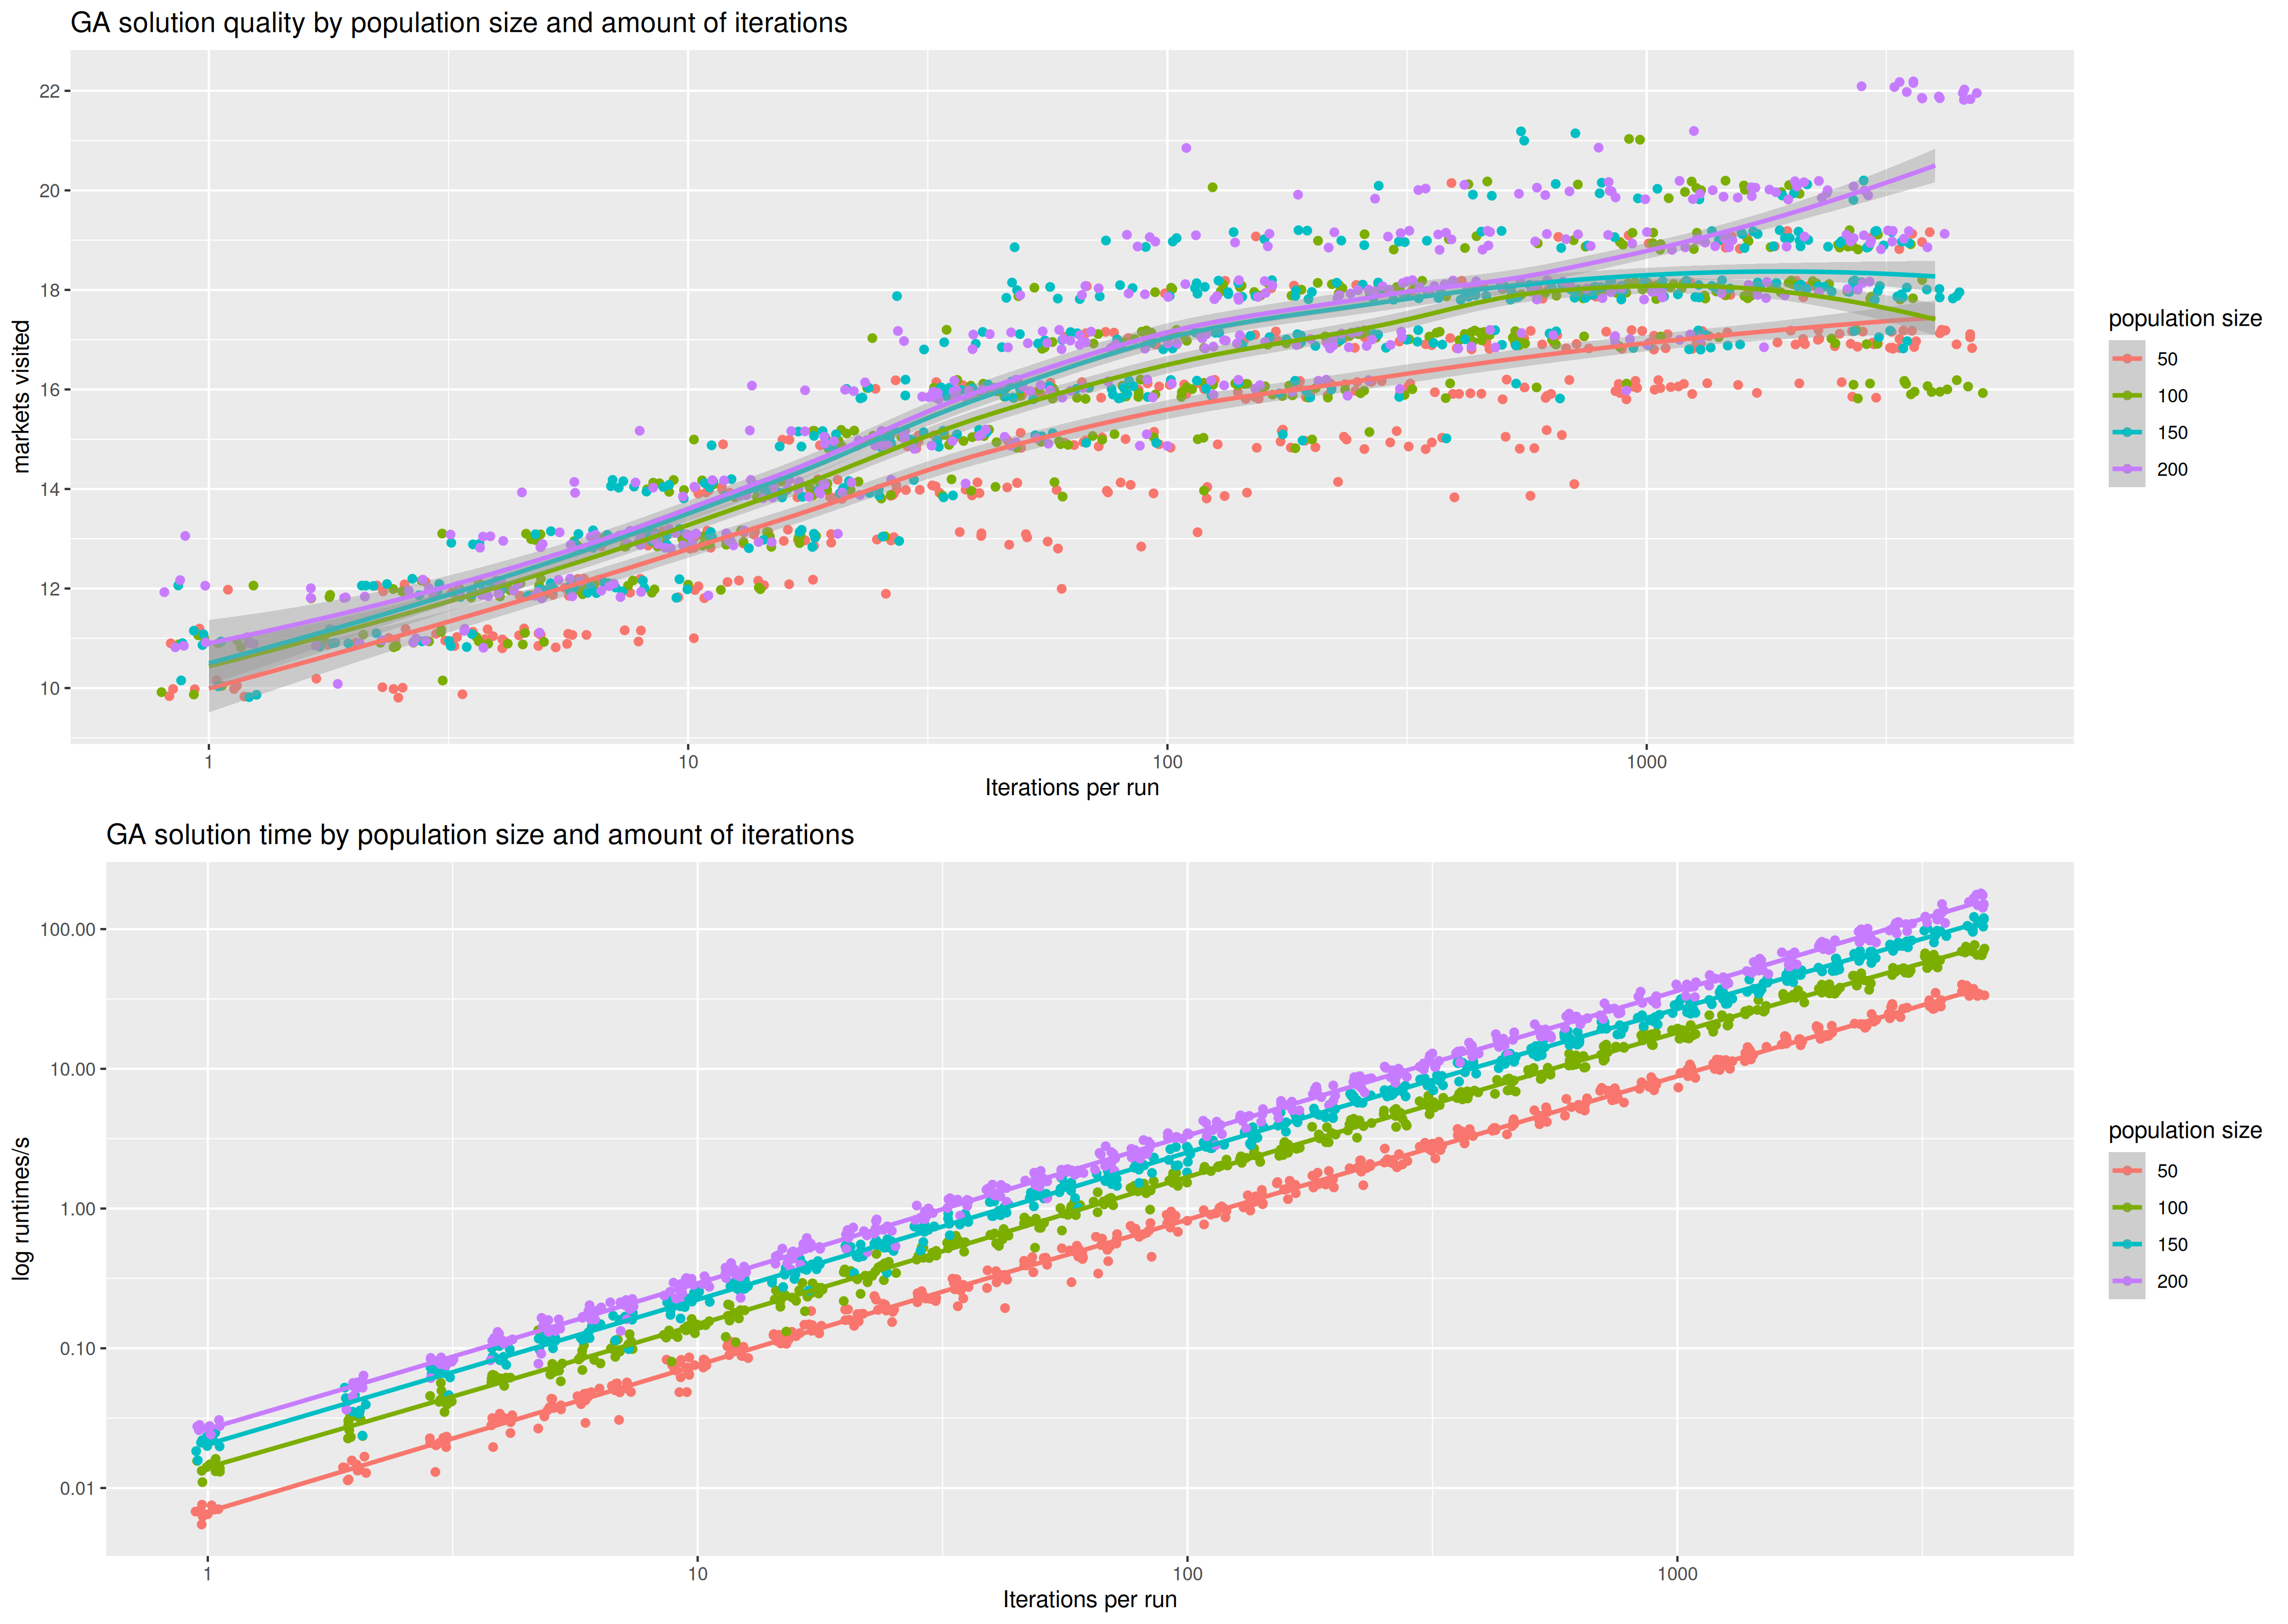 GA solution quality by population size and amount of iterations
22
20
18
16
14
12
10
markets visited
1 10 100 1000
Iterations per run
population size
50
100
150
200
GA solution time by population size and amount of iterations
100.00
10.00
1.00
0.10
0.01
log runtimes/s
1 10 100 1000
Iterations per run
population size
50
100
150
200